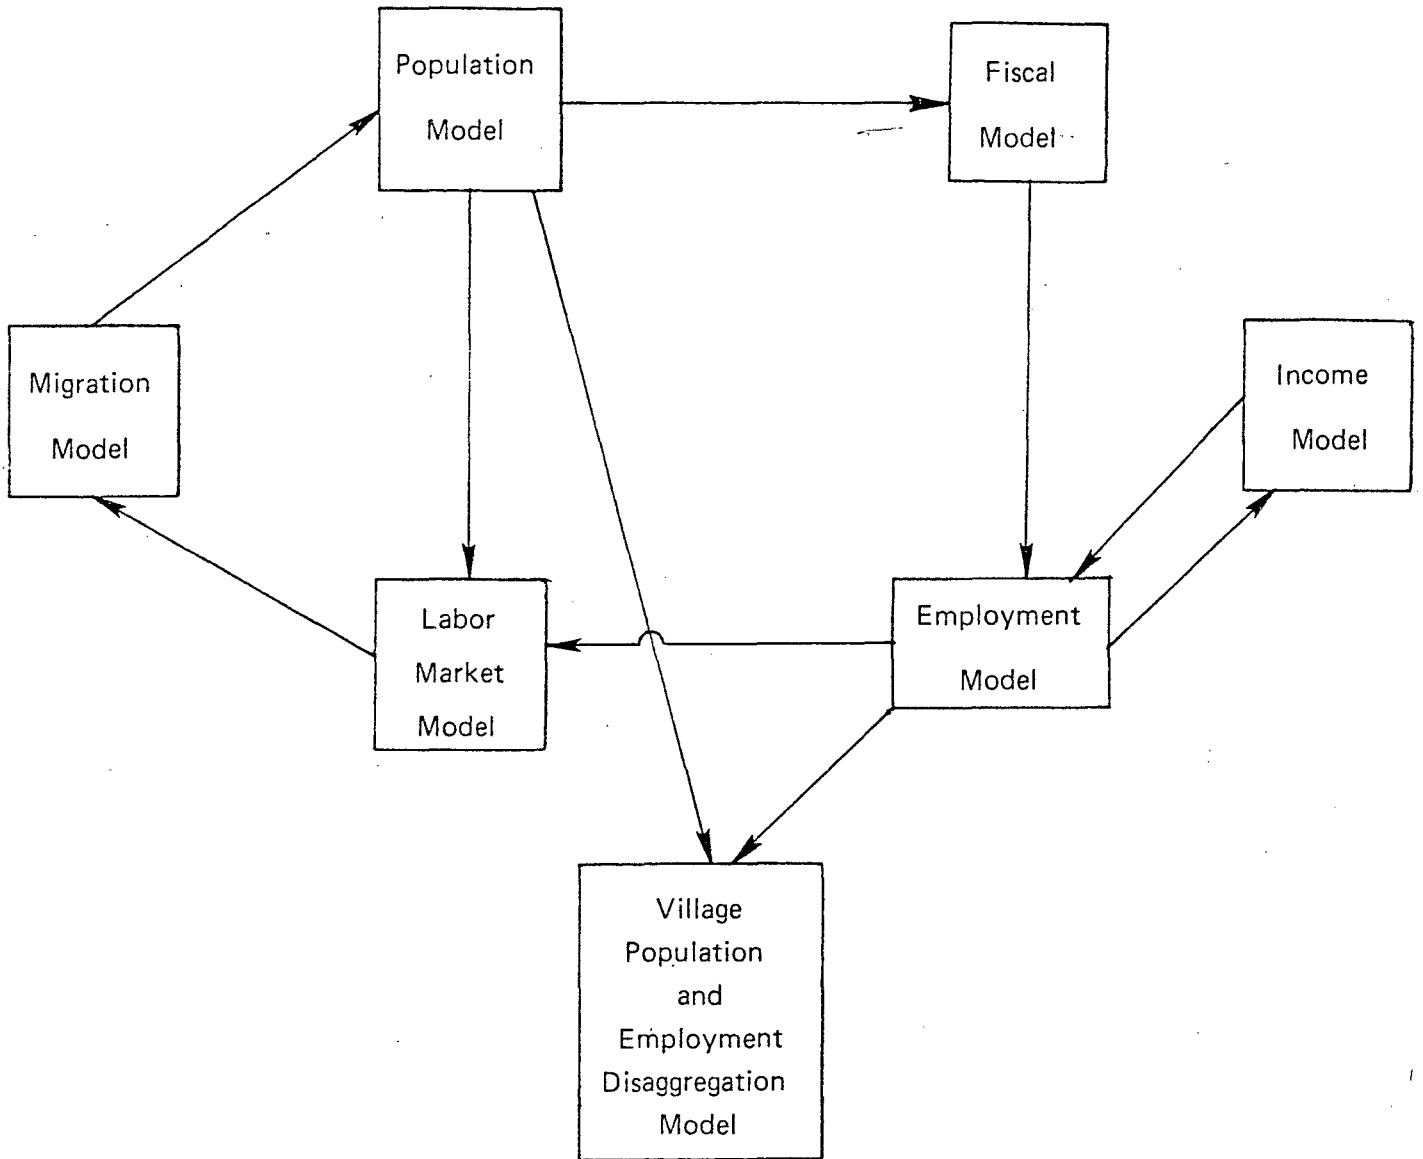 Population
Model
Fiscal
Model
Migration
Model
Income
Model
Labor
Market
Model
Employment
Model
Village
Population
and
Employment
Disaggregation
Model